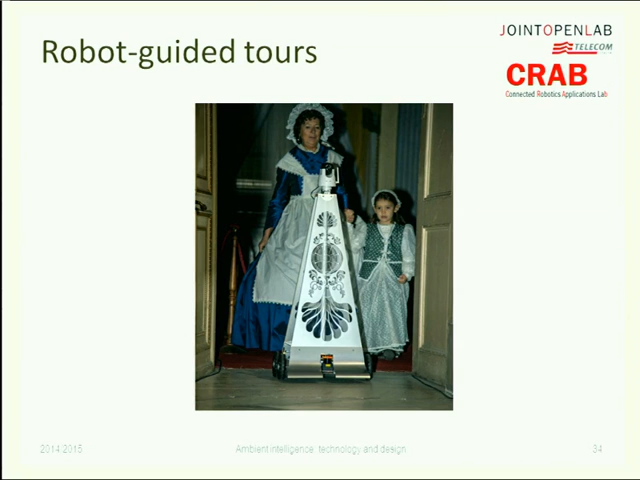 Robot-guided tours
JOINTOPENLAB
TELECOM
CRAB
Connected Robotics Applications Lab
2014.2015
Ambient intelligence: technology and design
34